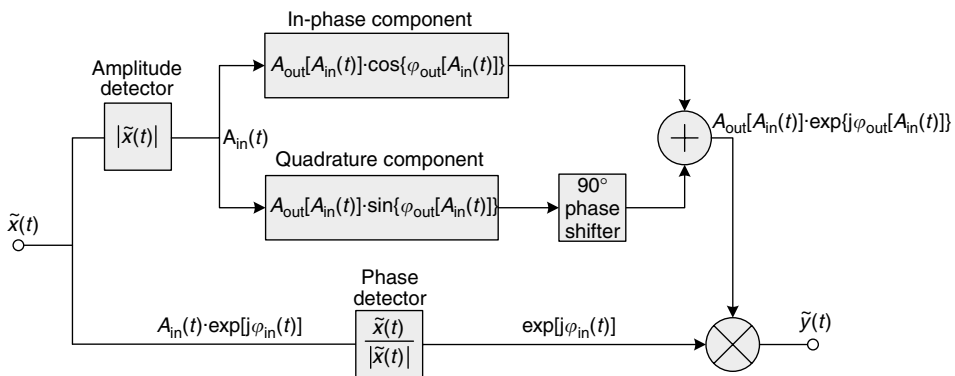 In-phase component
A_out[A_in(t)]·cos{φ_out[A_in(t)]}
Amplitude
detector
|x̃(t)|
A_in(t)
A_out[A_in(t)]·exp{jφ_out[A_in(t)]}
Quadrature component
A_out[A_in(t)]·sin{φ_out[A_in(t)]}
90°
phase
shifter
x̃(t)
Phase
detector
A_in(t)·exp[jφ_in(t)]
x̃(t)
|x̃(t)|
exp[jφ_in(t)]
ỹ(t)